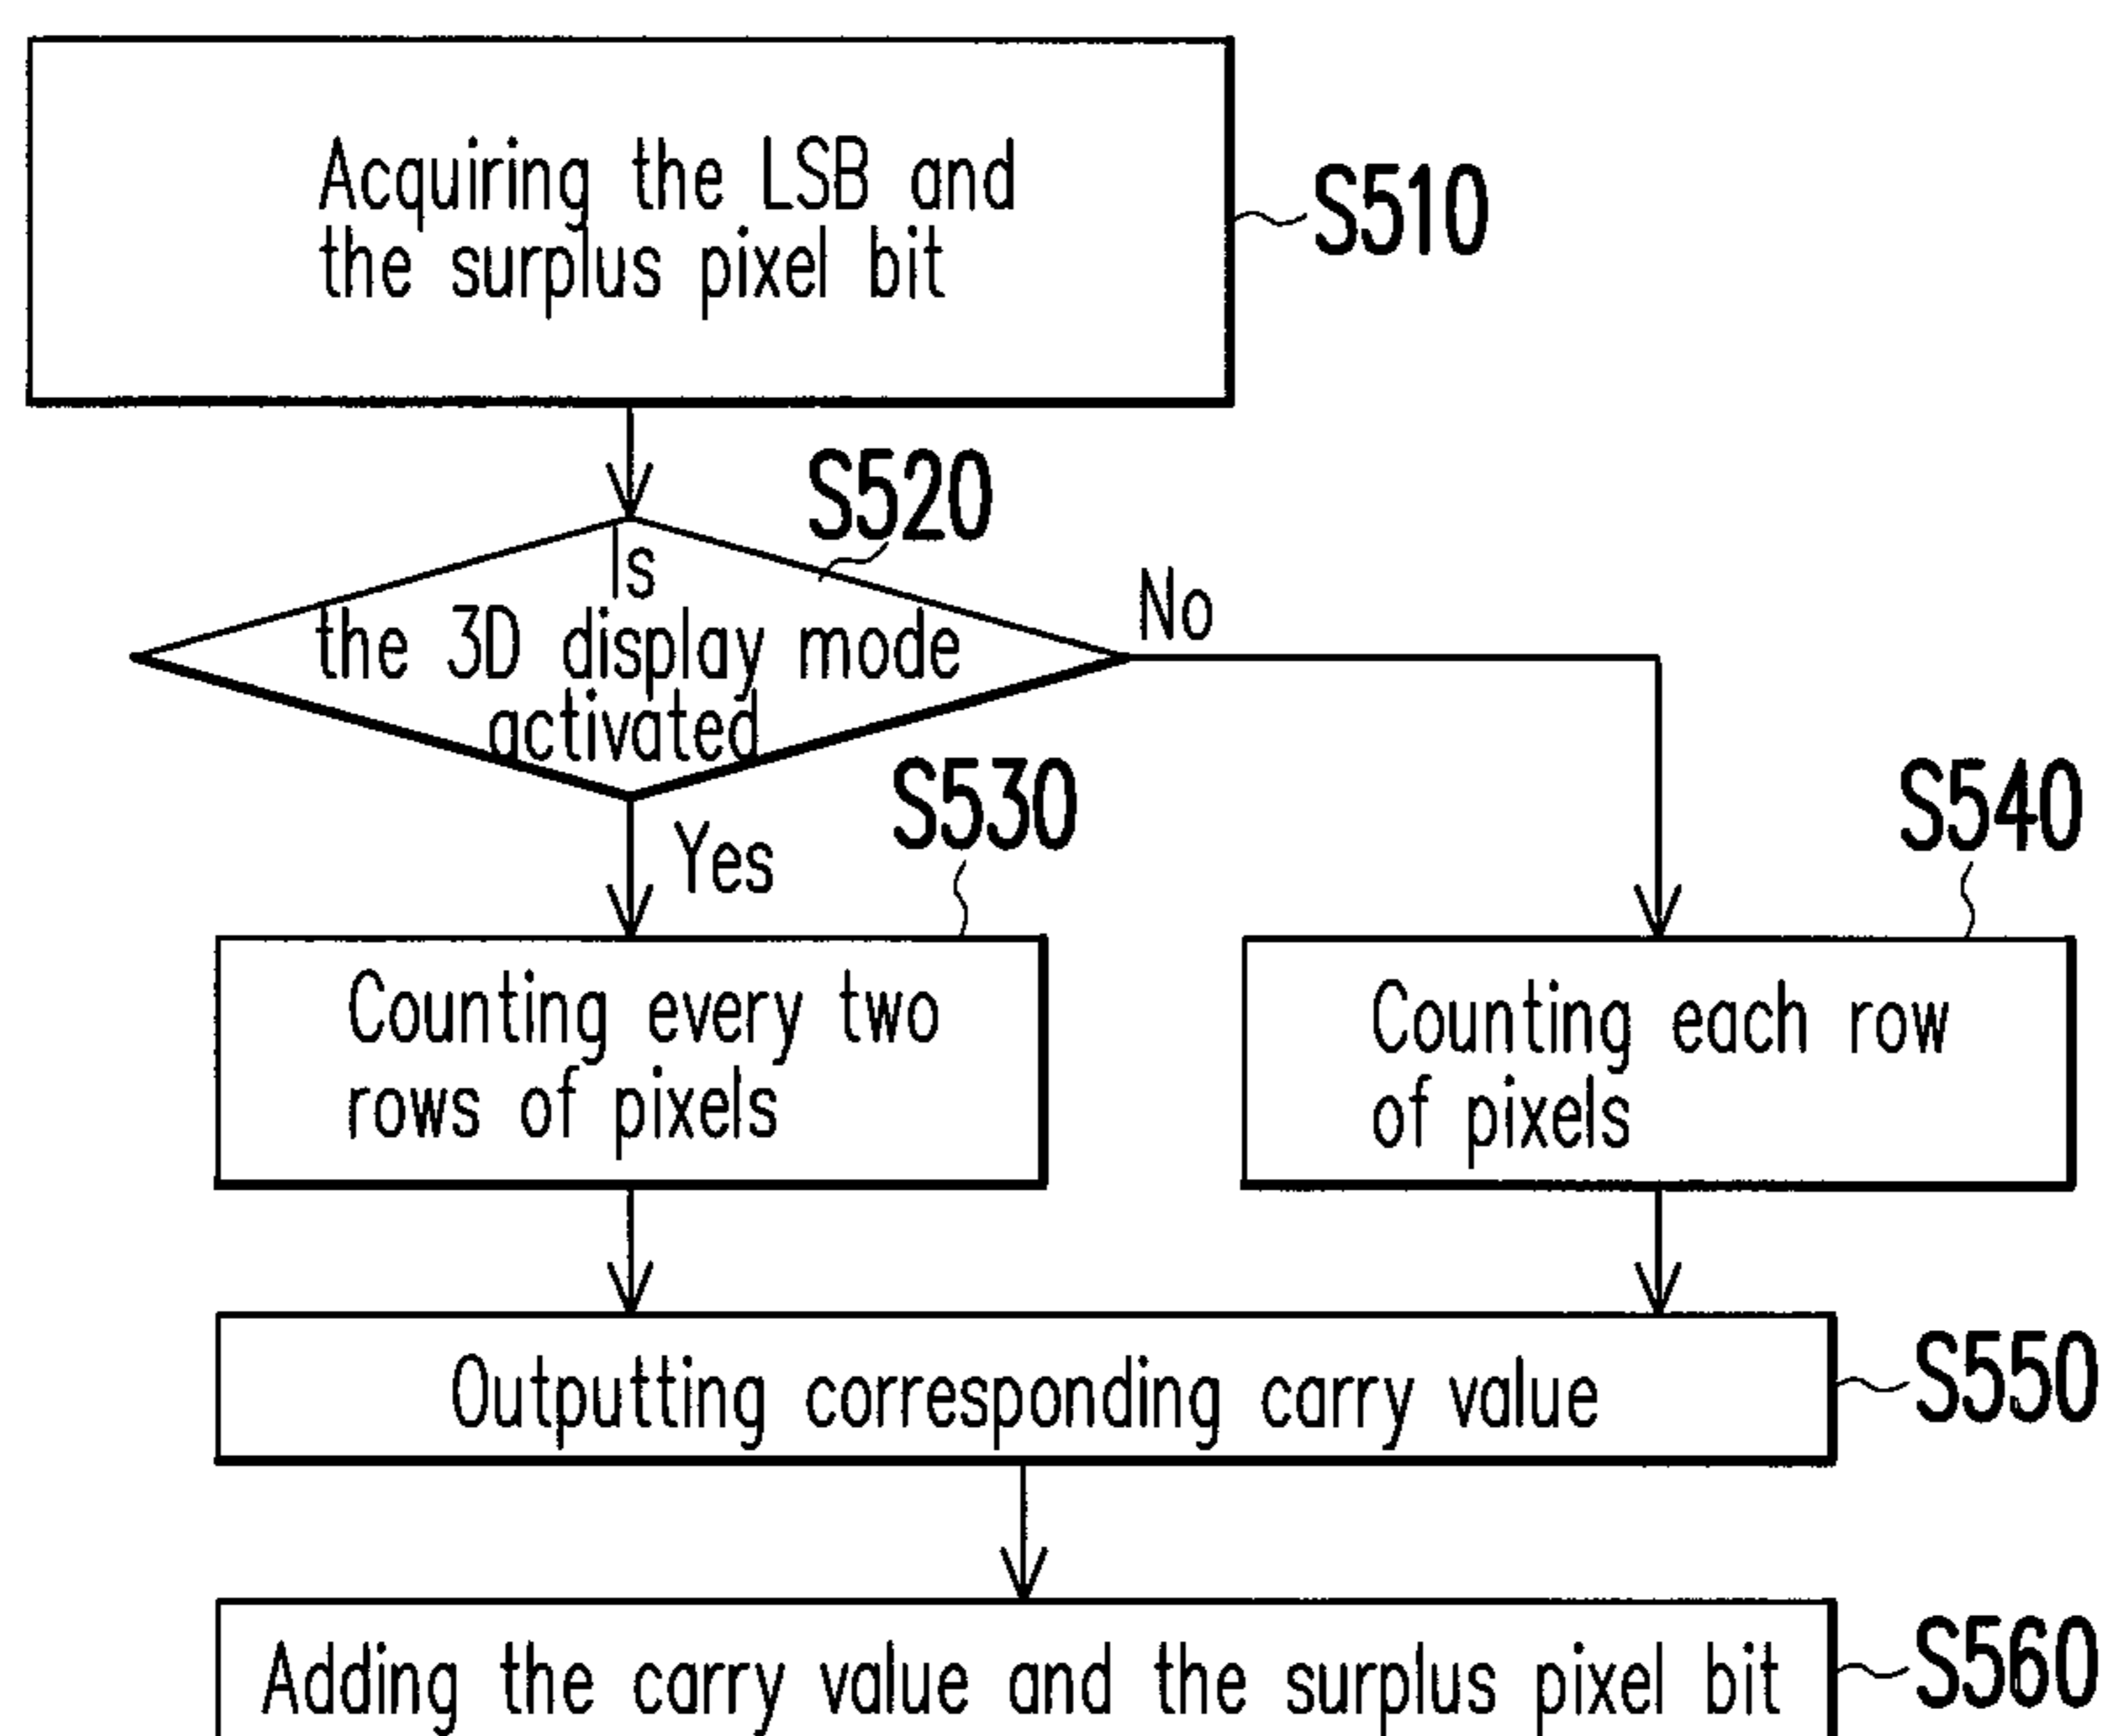 Acquiring the LSB and
the surplus pixel bit
S510
S520
Is
the 3D display mode
activated
No
Yes
S530
S540
Counting every two
rows of pixels
Counting each row
of pixels
Outputting corresponding carry value
S550
Adding the carry value and the surplus pixel bit
S560